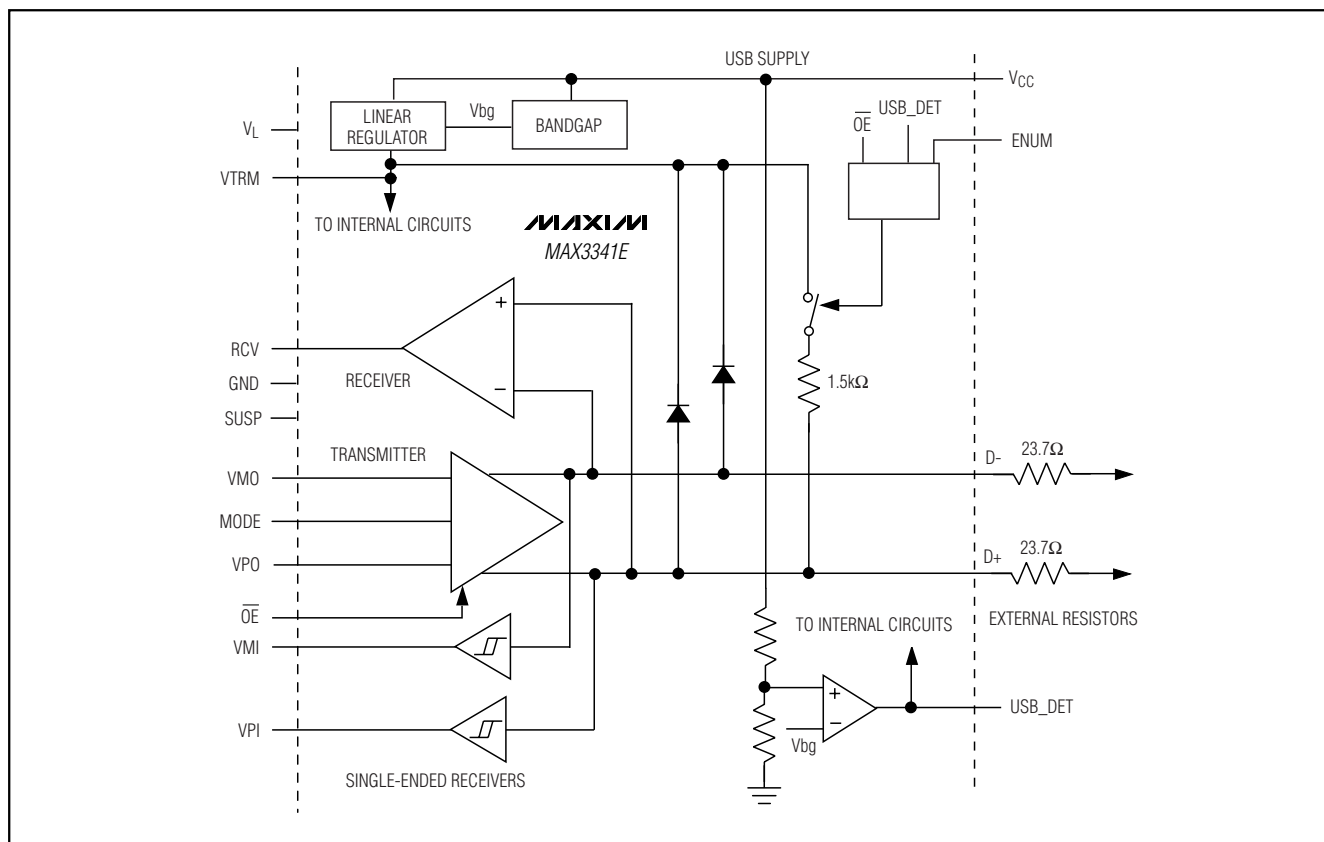 USB SUPPLY
VCC
LINEAR
REGULATOR
Vbg
BANDGAP
OE
USB_DET
VL
ENUM
VTRM
TO INTERNAL CIRCUITS
MAXIM
MAX3341E
+
RCV
RECEIVER
−
GND
SUSP
1.5kΩ
TRANSMITTER
VMO
D-
23.7Ω
MODE
VPO
D+
23.7Ω
OE
TO INTERNAL CIRCUITS
EXTERNAL RESISTORS
VMI
+
−
USB_DET
VPI
Vbg
SINGLE-ENDED RECEIVERS